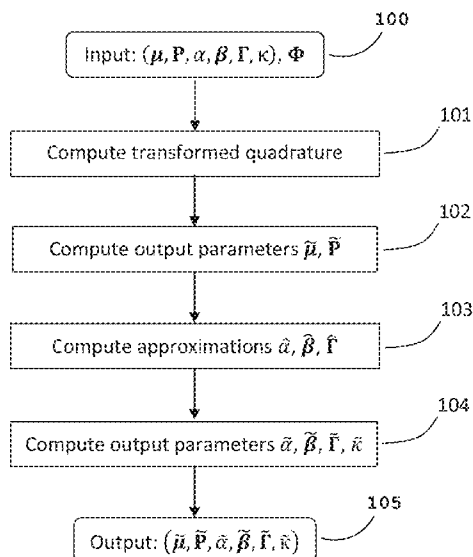 100
Input: (μ, P, α, β, Γ, κ), Φ
101
Compute transformed quadrature
102
Compute output parameters μ̃, P̃
103
Compute approximations α̂, β̂, Γ̂
104
Compute output parameters α̃, β̃, Γ̃, κ̃
105
Output: (μ̃, P̃, α̃, β̃, Γ̃, κ̃)